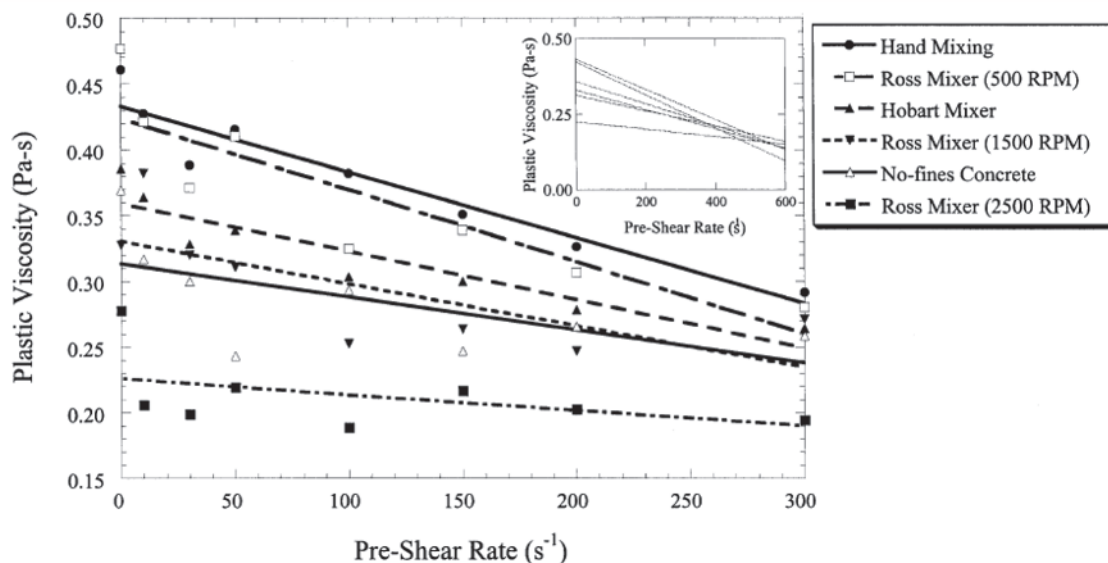 Plastic Viscosity (Pa-s)
0.50
0.45
0.40
0.35
0.30
0.25
0.20
0.15
0
50
100
150
200
250
300
Pre-Shear Rate (s⁻¹)
Plastic Viscosity (Pa-s)
0.50
0.25
0.00
0
200
400
600
Pre-Shear Rate
Hand Mixing
Ross Mixer (500 RPM)
Hobart Mixer
Ross Mixer (1500 RPM)
No-fines Concrete
Ross Mixer (2500 RPM)